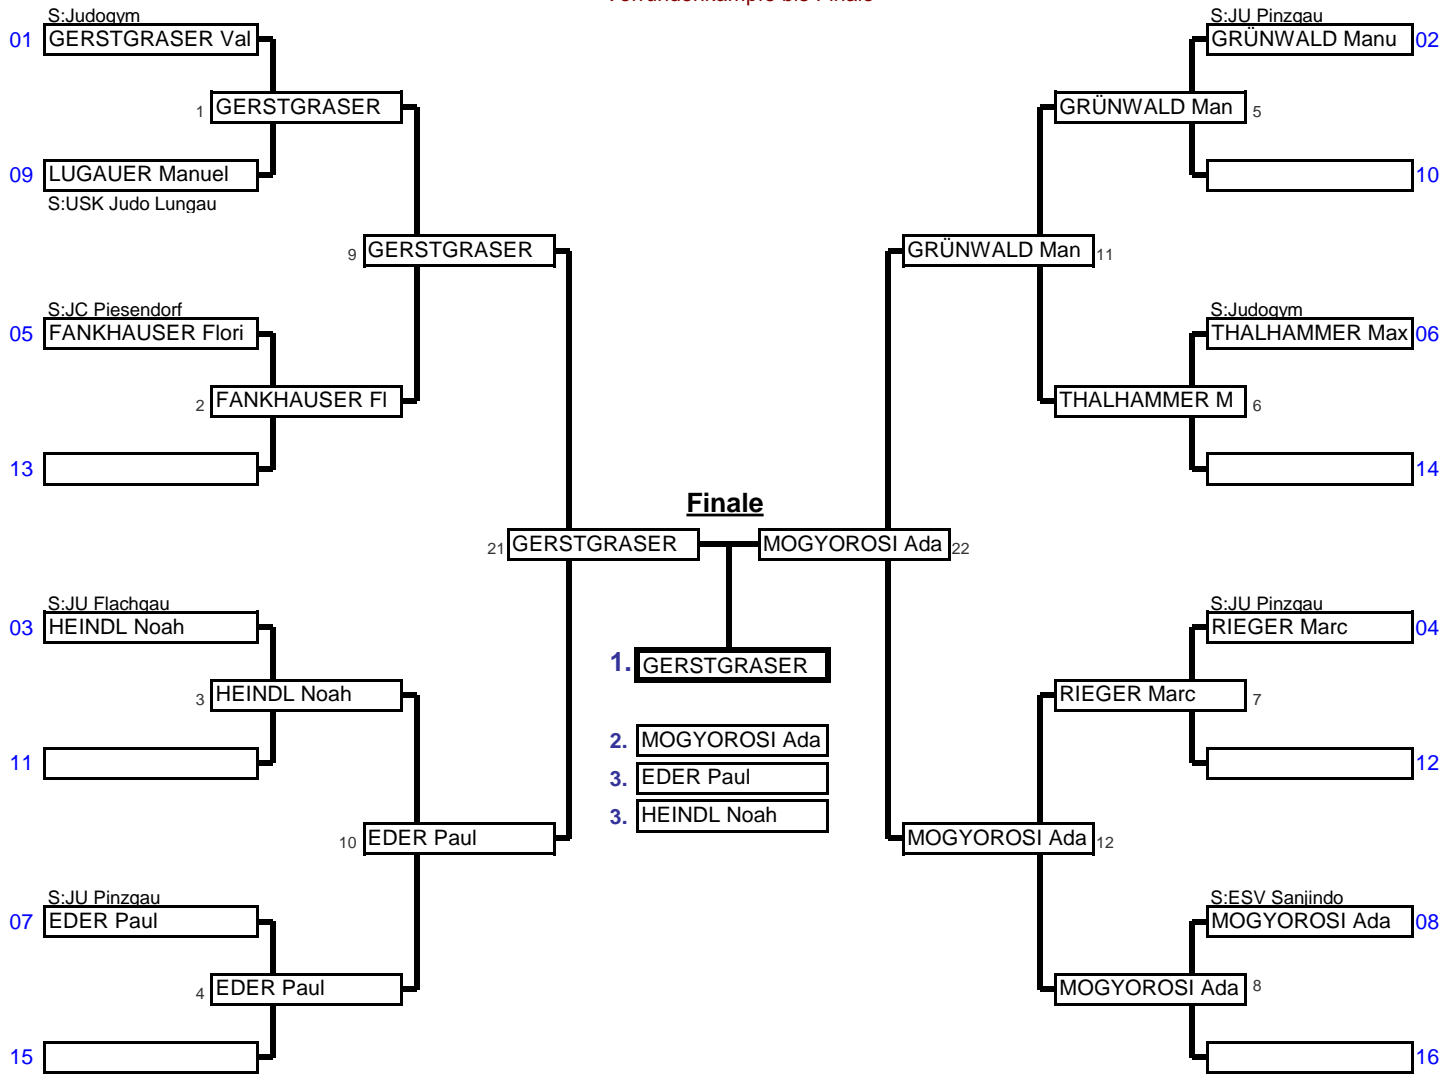 S:Judogym
01 GERSTGRASER Val
1 GERSTGRASER
09 LUGAUER Manuel
S:USK Judo Lungau
9 GERSTGRASER
S:JC Piesendorf
05 FANKHAUSER Flori
2 FANKHAUSER Fl
13
21 GERSTGRASER
S:JU Flachgau
03 HEINDL Noah
3 HEINDL Noah
11
10 EDER Paul
S:JU Pinzgau
07 EDER Paul
4 EDER Paul
15
Finale
1. GERSTGRASER
2. MOGYOROSI Ada
3. EDER Paul
3. HEINDL Noah
S:JU Pinzgau
GRÜNWALD Manu 02
GRÜNWALD Man 5
10
GRÜNWALD Man 11
S:Judogym
THALHAMMER Max 06
THALHAMMER M 6
14
MOGYOROSI Ada 22
S:JU Pinzgau
RIEGER Marc 04
RIEGER Marc 7
12
MOGYOROSI Ada 12
S:ESV Sanjindo
MOGYOROSI Ada 08
MOGYOROSI Ada 8
16